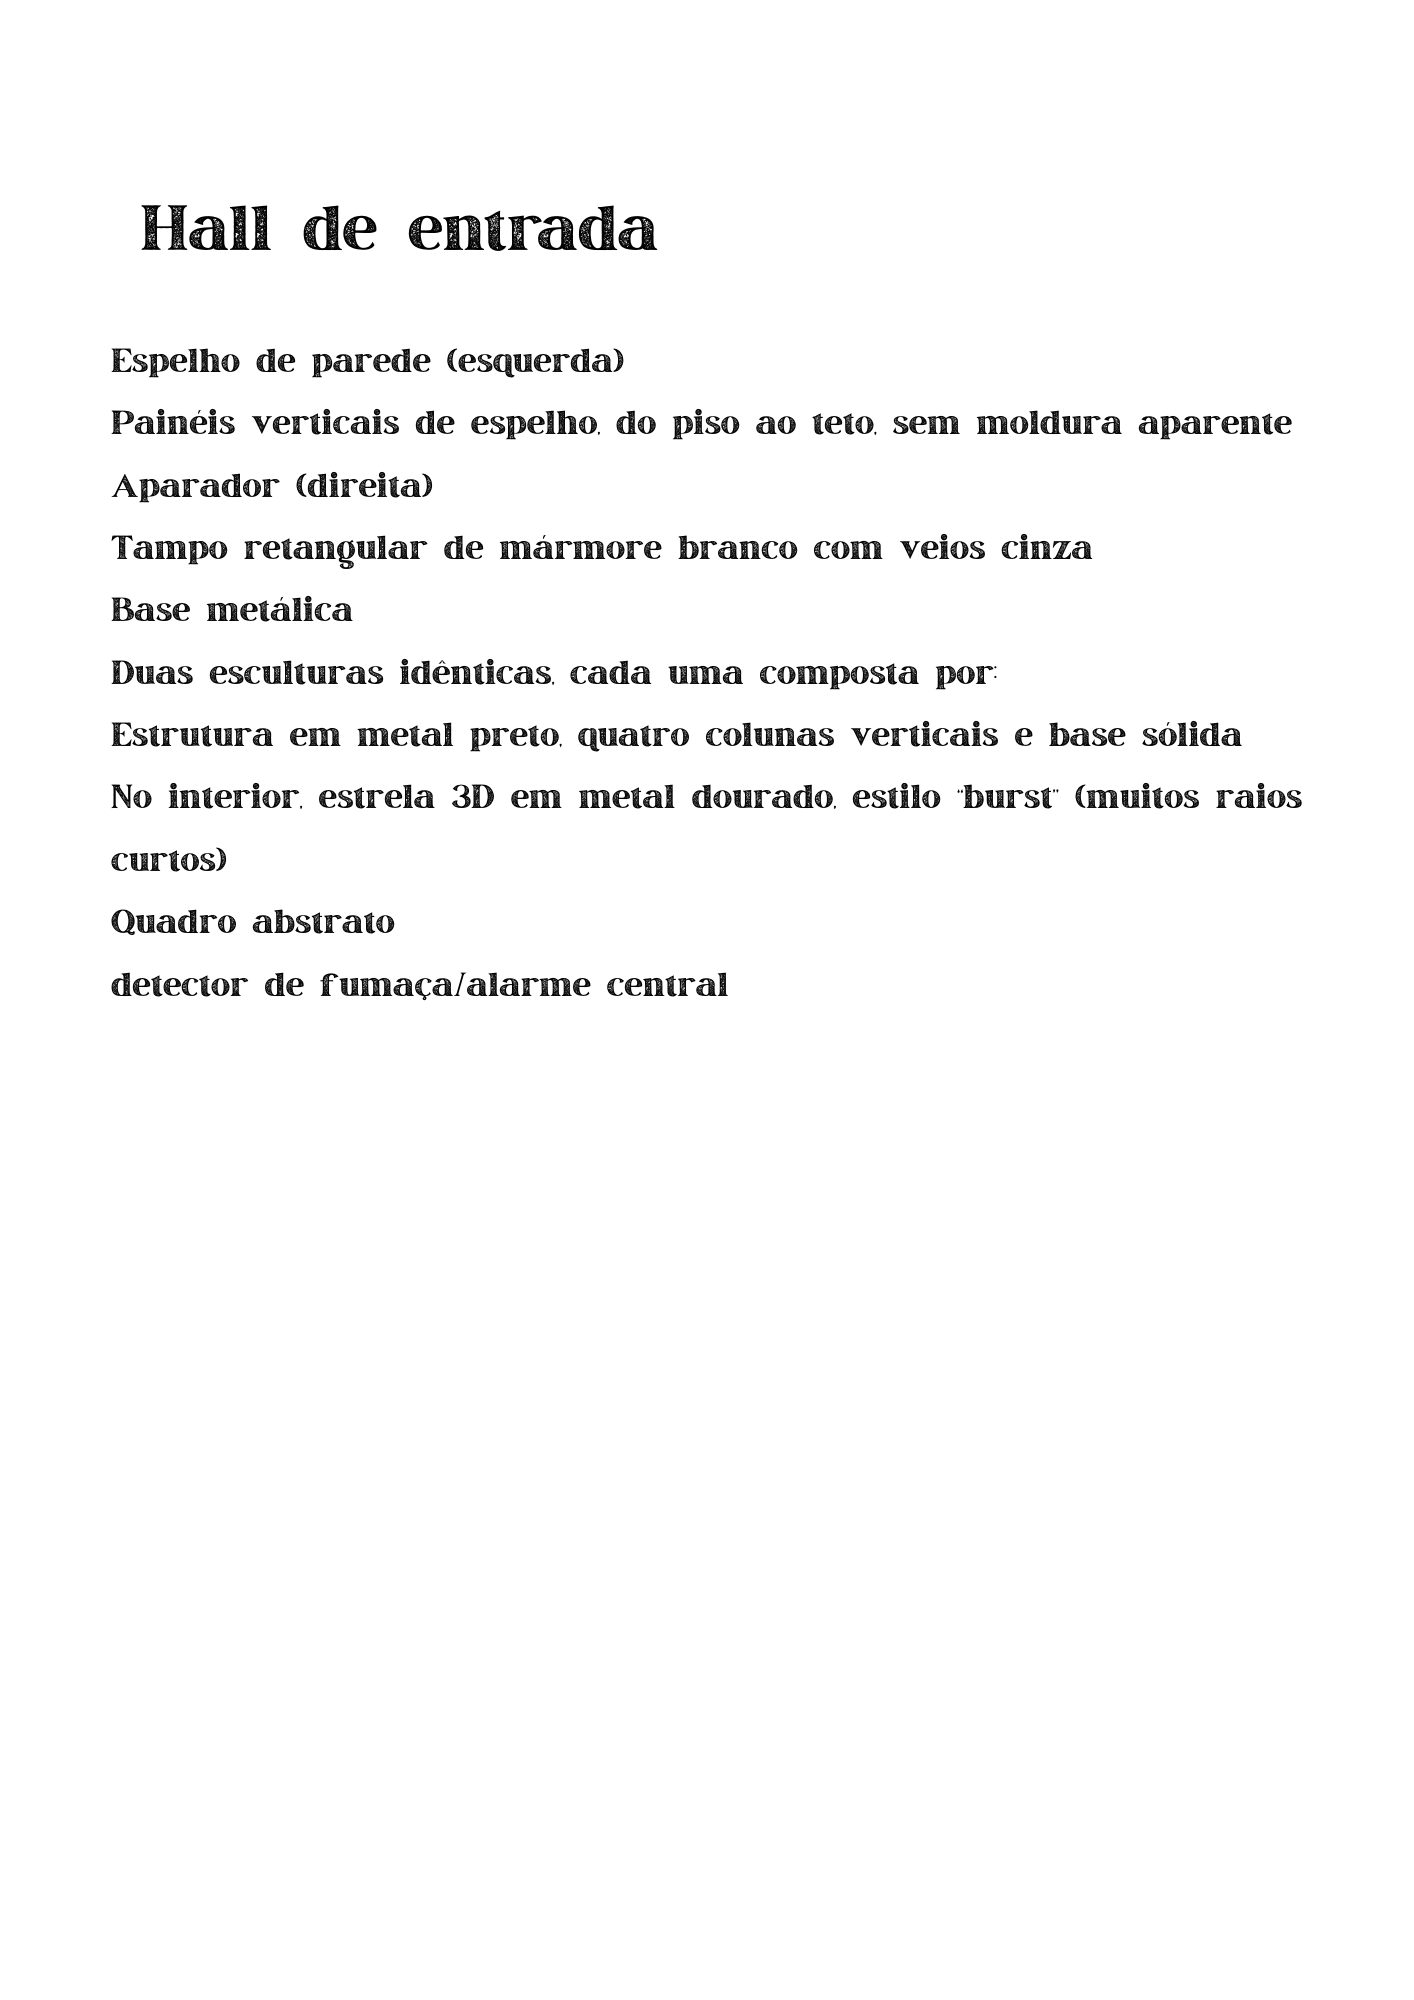 Hall de entrada
Espelho de parede (esquerda)
Painéis verticais de espelho, do piso ao teto, sem moldura aparente
Aparador (direita)
Tampo retangular de mármore branco com veios cinza
Base metálica
Duas esculturas idênticas, cada uma composta por:
Estrutura em metal preto, quatro colunas verticais e base sólida
No interior, estrela 3D em metal dourado, estilo “burst” (muitos raios
curtos)
Quadro abstrato
detector de fumaça/alarme central